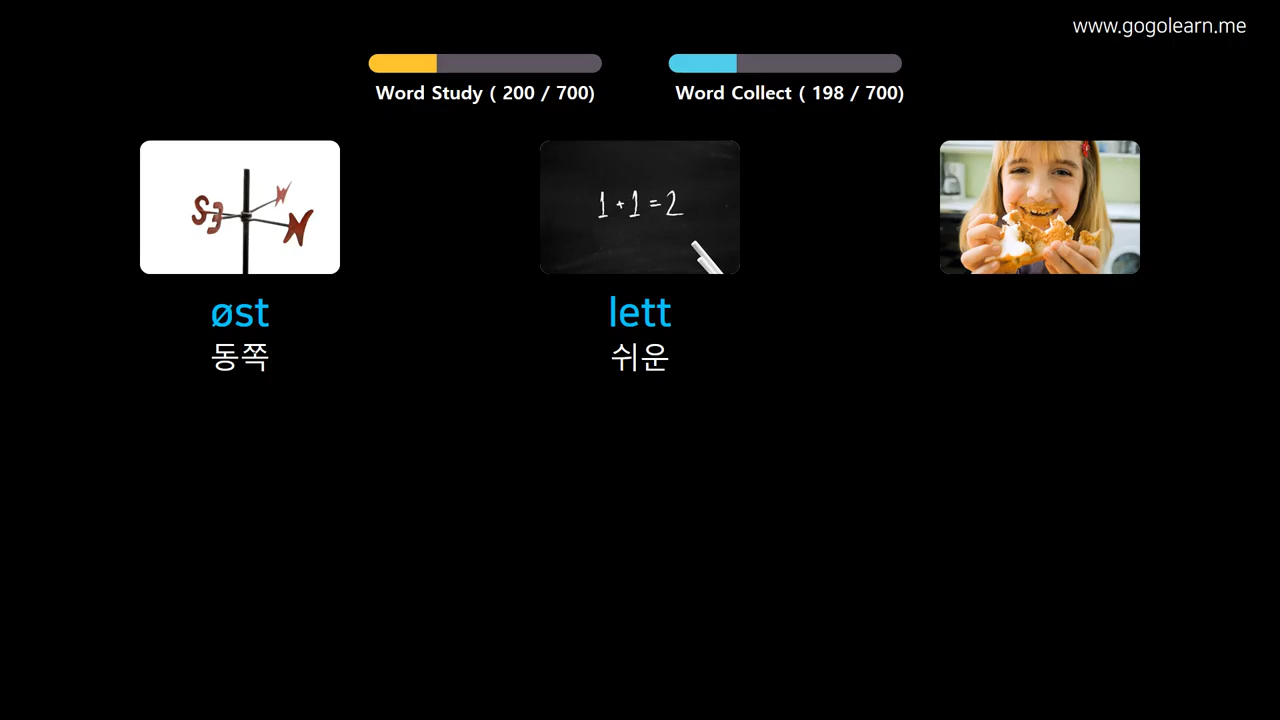 www.gogolearn.me
Word Study ( 200 / 700)
Word Collect ( 198 / 700)
S E N W
1 + 1 = 2
øst
lett
동쪽
쉬운